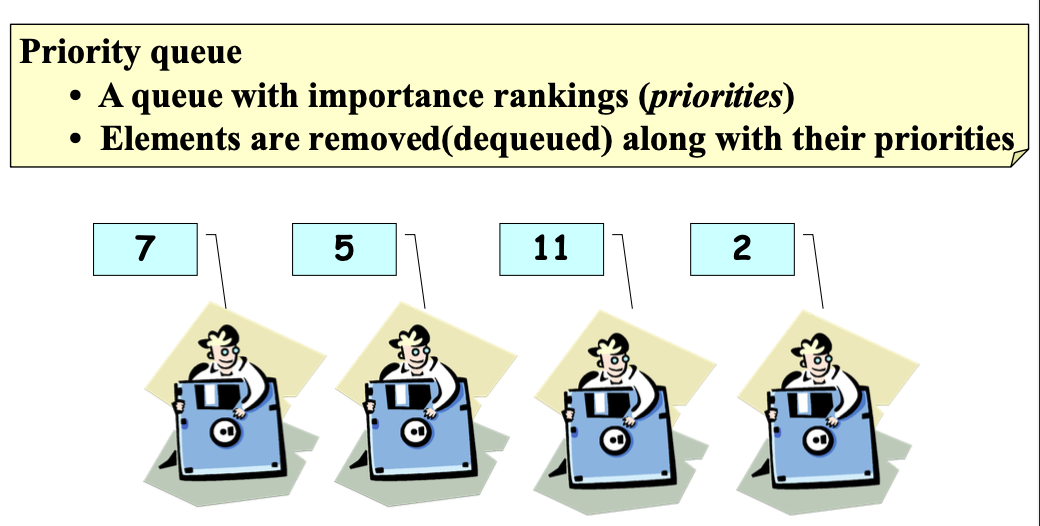 Priority queue
• A queue with importance rankings (priorities)
• Elements are removed(dequeued) along with their priorities
7 5 11 2